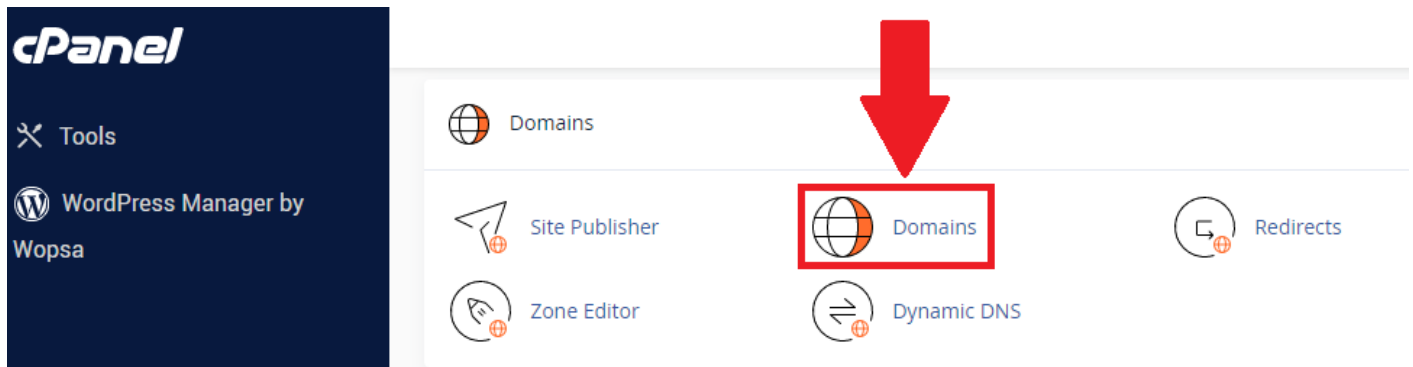 cPanel
Tools
WordPress Manager by
Wopsa
Domains
Site Publisher
Domains
Redirects
Zone Editor
Dynamic DNS